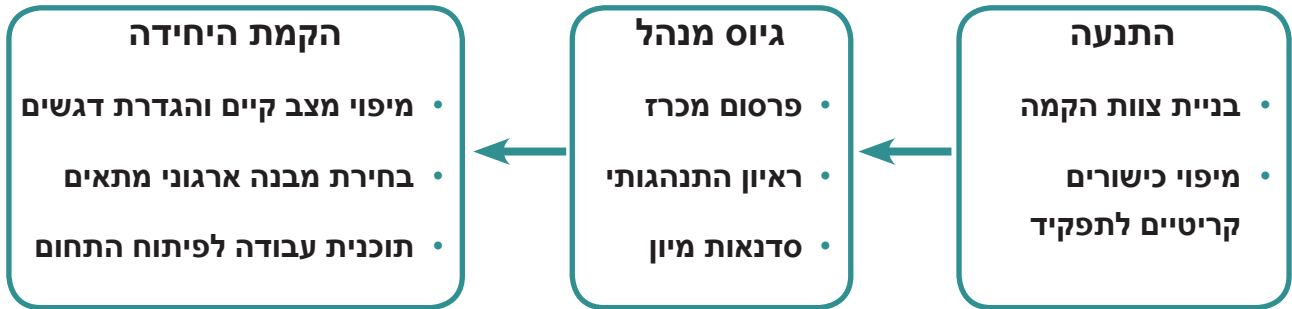 התנעה
• בניית צוות הקמה
• מיפוי כישורים
קריטיים לתפקיד
גיוס מנהל
• פרסום מכרז
• ראיון התנהגותי
• סדנאות מיון
הקמת היחידה
• מיפוי מצב קיים והגדרת דגשים
• בחירת מבנה ארגוני מתאים
• תוכנית עבודה לפיתוח התחום